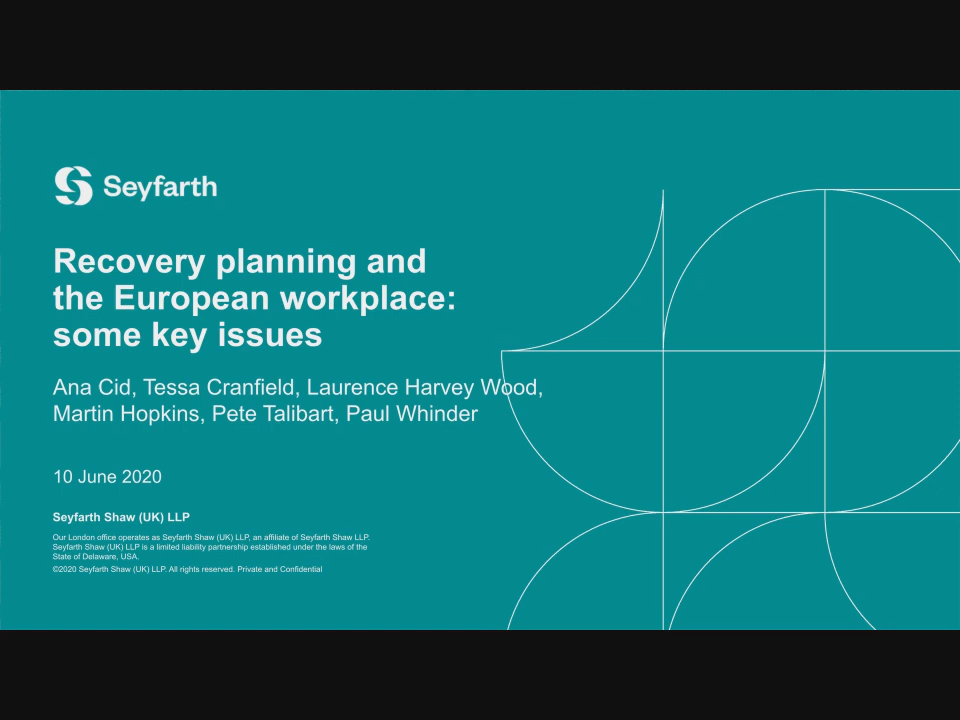 Seyfarth
Recovery planning and
the European workplace:
some key issues
Ana Cid, Tessa Cranfield, Laurence Harvey Wood,
Martin Hopkins, Pete Talibart, Paul Whinder
10 June 2020
Seyfarth Shaw (UK) LLP
Our London office operates as Seyfarth Shaw (UK) LLP, an affiliate of Seyfarth Shaw LLP.
Seyfarth Shaw (UK) LLP is a limited liability partnership established under the laws of the
State of Delaware, USA.
©2020 Seyfarth Shaw (UK) LLP. All rights reserved. Private and Confidential